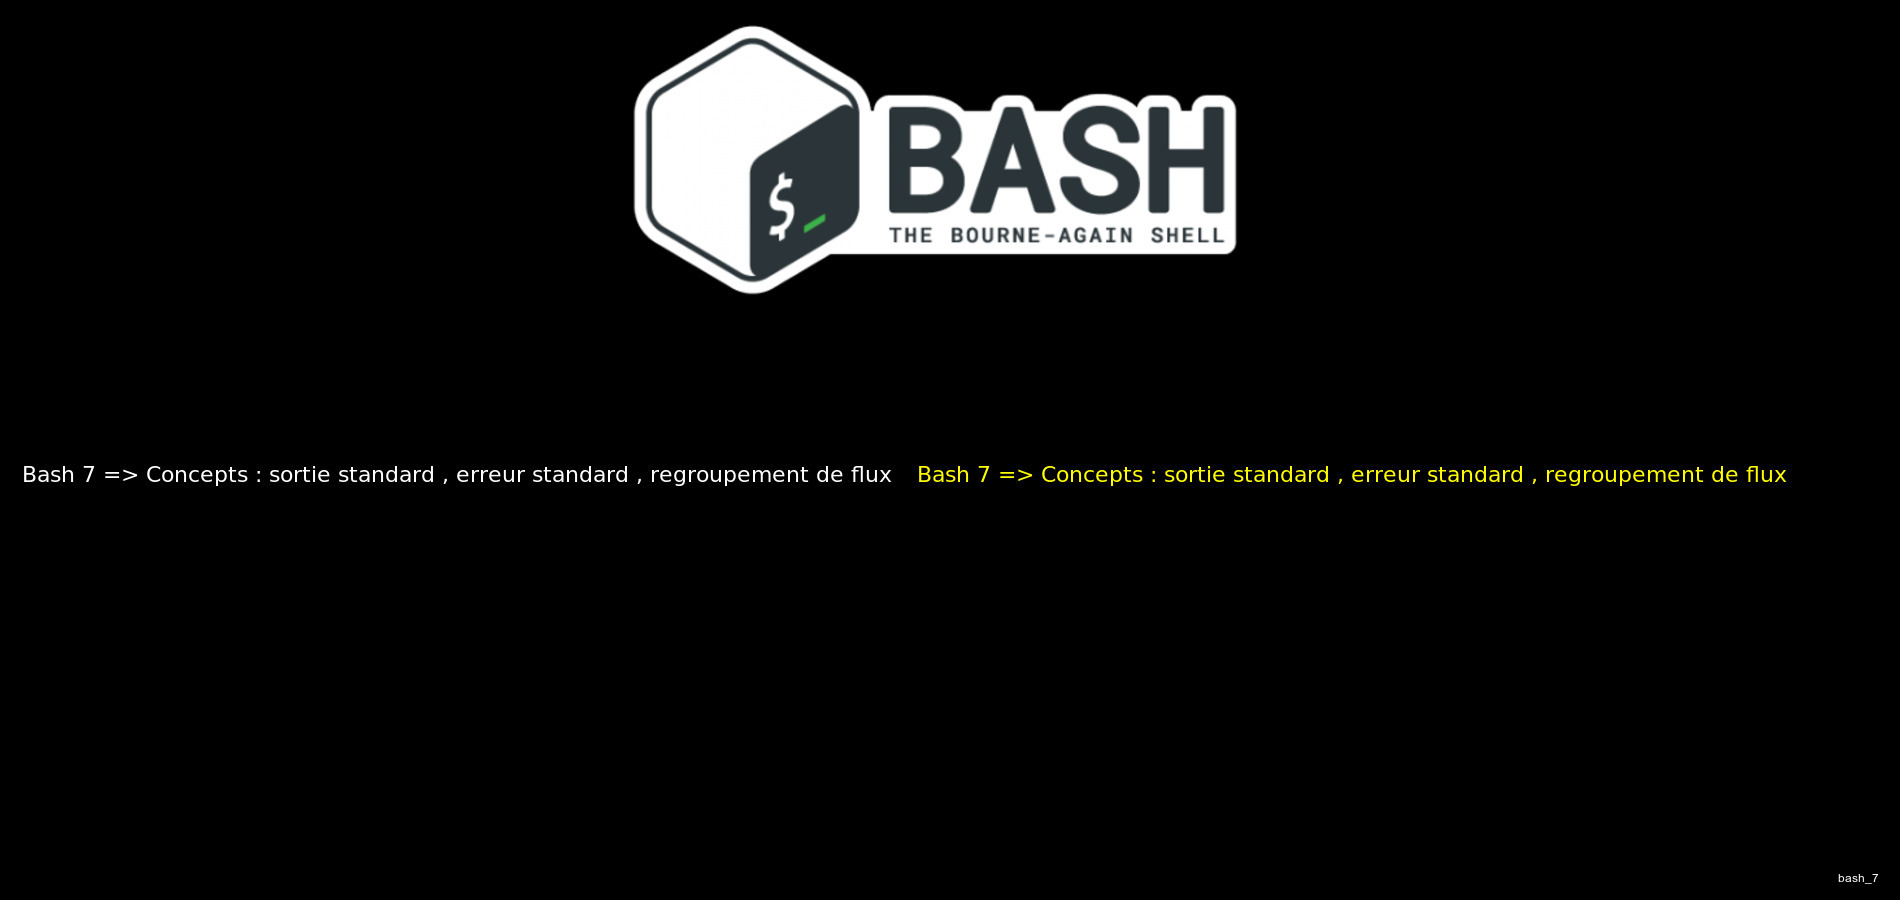 $_
BASH
THE BOURNE-AGAIN SHELL
Bash 7 => Concepts : sortie standard , erreur standard , regroupement de flux
Bash 7 => Concepts : sortie standard , erreur standard , regroupement de flux
bash_7